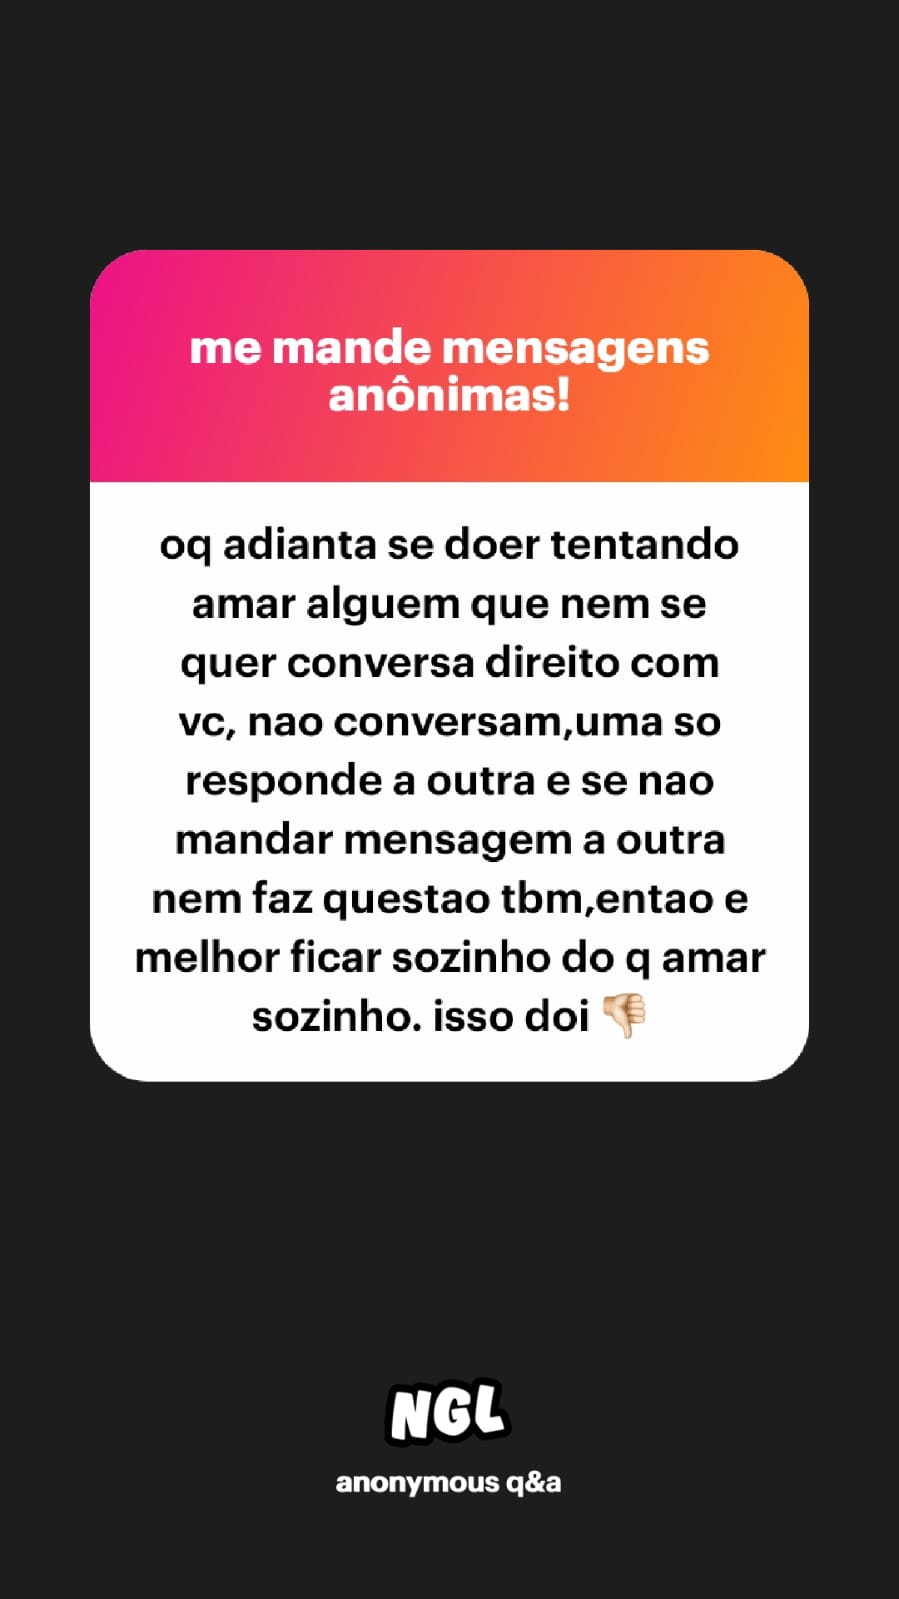 me mande mensagens
anônimas!
oq adianta se doer tentando
amar alguem que nem se
quer conversa direito com
vc, nao conversam,uma so
responde a outra e se nao
mandar mensagem a outra
nem faz questao tbm,entao e
melhor ficar sozinho do q amar
sozinho. isso doi 👎🏻
NGL
anonymous q&a